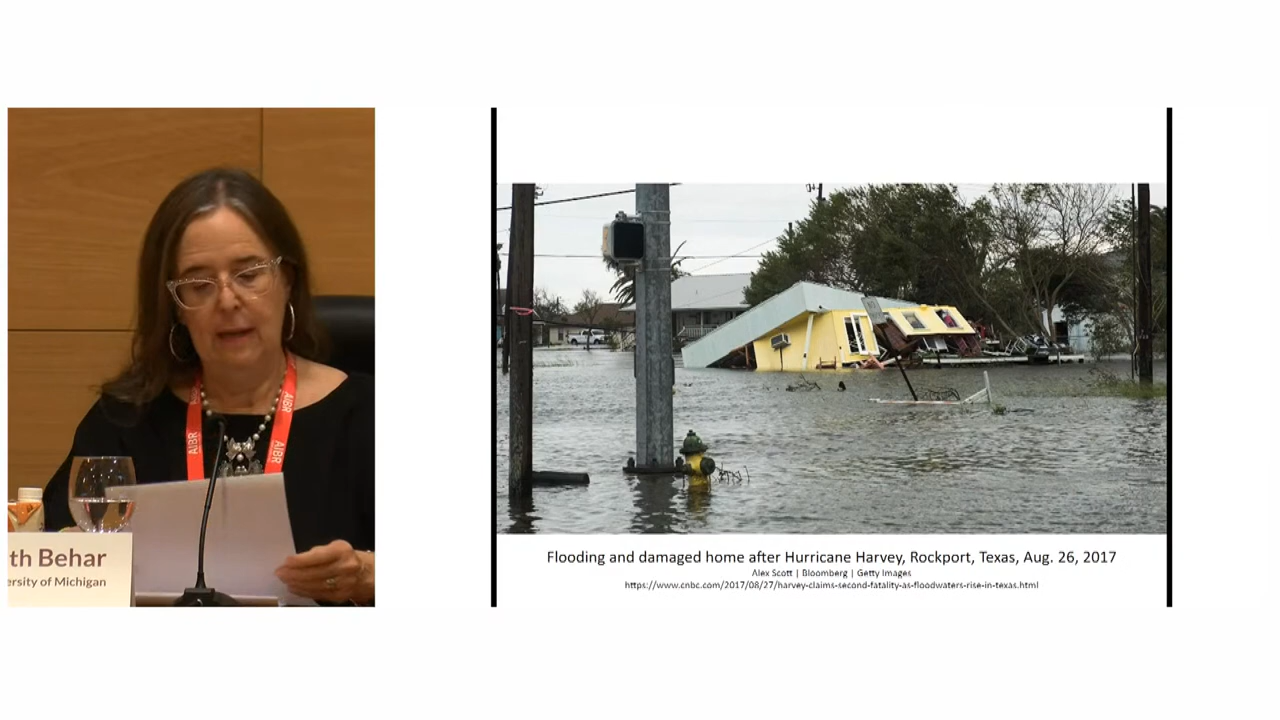 AIBR
AIBR
th Behar
ersity of Michigan
Flooding and damaged home after Hurricane Harvey, Rockport, Texas, Aug. 26, 2017
Alex Scott | Bloomberg | Getty Images
https://www.cnbc.com/2017/08/27/harvey-claims-second-fatality-as-floodwaters-rise-in-texas.html